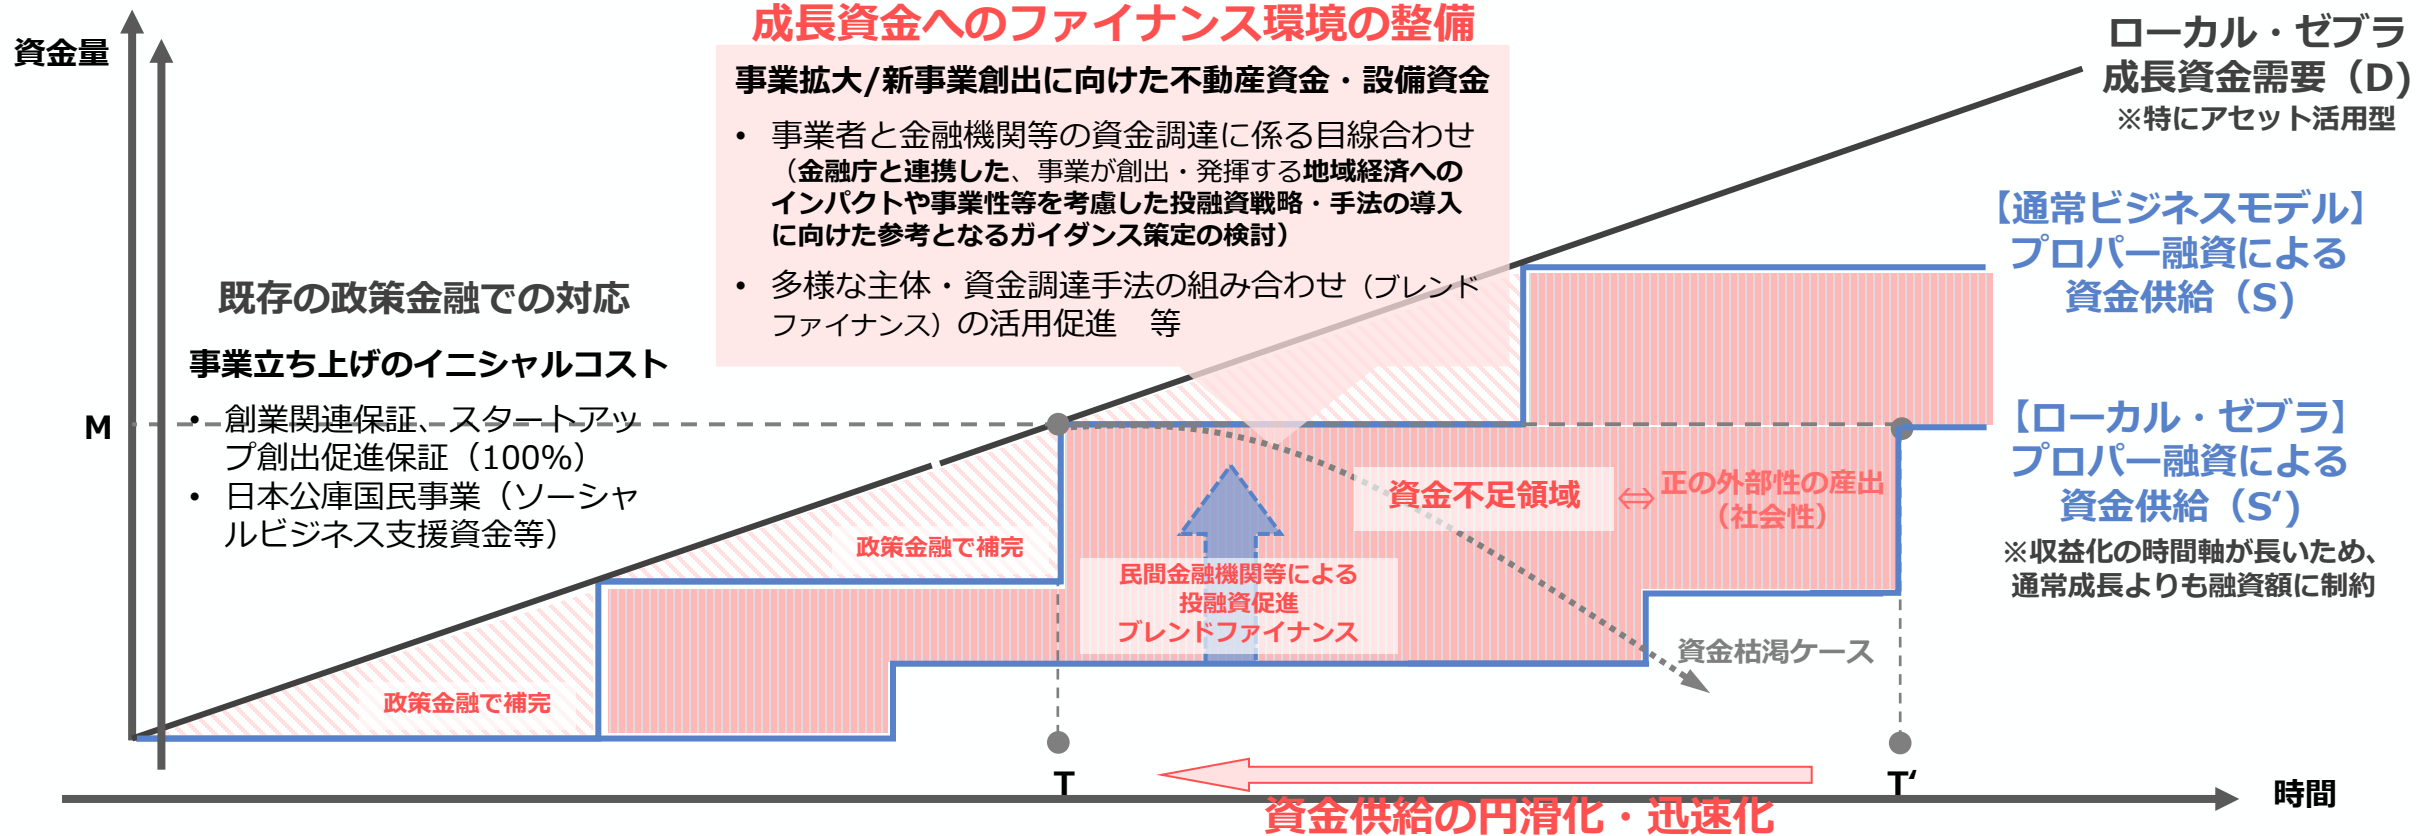 成長資金へのファイナンス環境の整備
資金量
事業拡大/新事業創出に向けた不動産資金・設備資金
• 事業者と金融機関等の資金調達に係る目線合わせ
（金融庁と連携した、事業が創出・発揮する地域経済への
インパクトや事業性等を考慮した投融資戦略・手法の導入
に向けた参考となるガイダンス策定の検討）
• 多様な主体・資金調達手法の組み合わせ（ブレンド
ファイナンス）の活用促進　等
ローカル・ゼブラ
成長資金需要（D）
※特にアセット活用型
【通常ビジネスモデル】
プロパー融資による
資金供給（S）
既存の政策金融での対応
事業立ち上げのイニシャルコスト
• 創業関連保証、スタートアッ
プ創出促進保証（100%）
• 日本公庫国民事業（ソーシャ
ルビジネス支援資金等）
M
【ローカル・ゼブラ】
プロパー融資による
資金供給（S‘）
※収益化の時間軸が長いため、
通常成長よりも融資額に制約
資金不足領域
⇔
正の外部性の産出
（社会性）
政策金融で補完
民間金融機関等による
投融資促進
ブレンドファイナンス
資金枯渇ケース
政策金融で補完
T
T‘
時間
資金供給の円滑化・迅速化